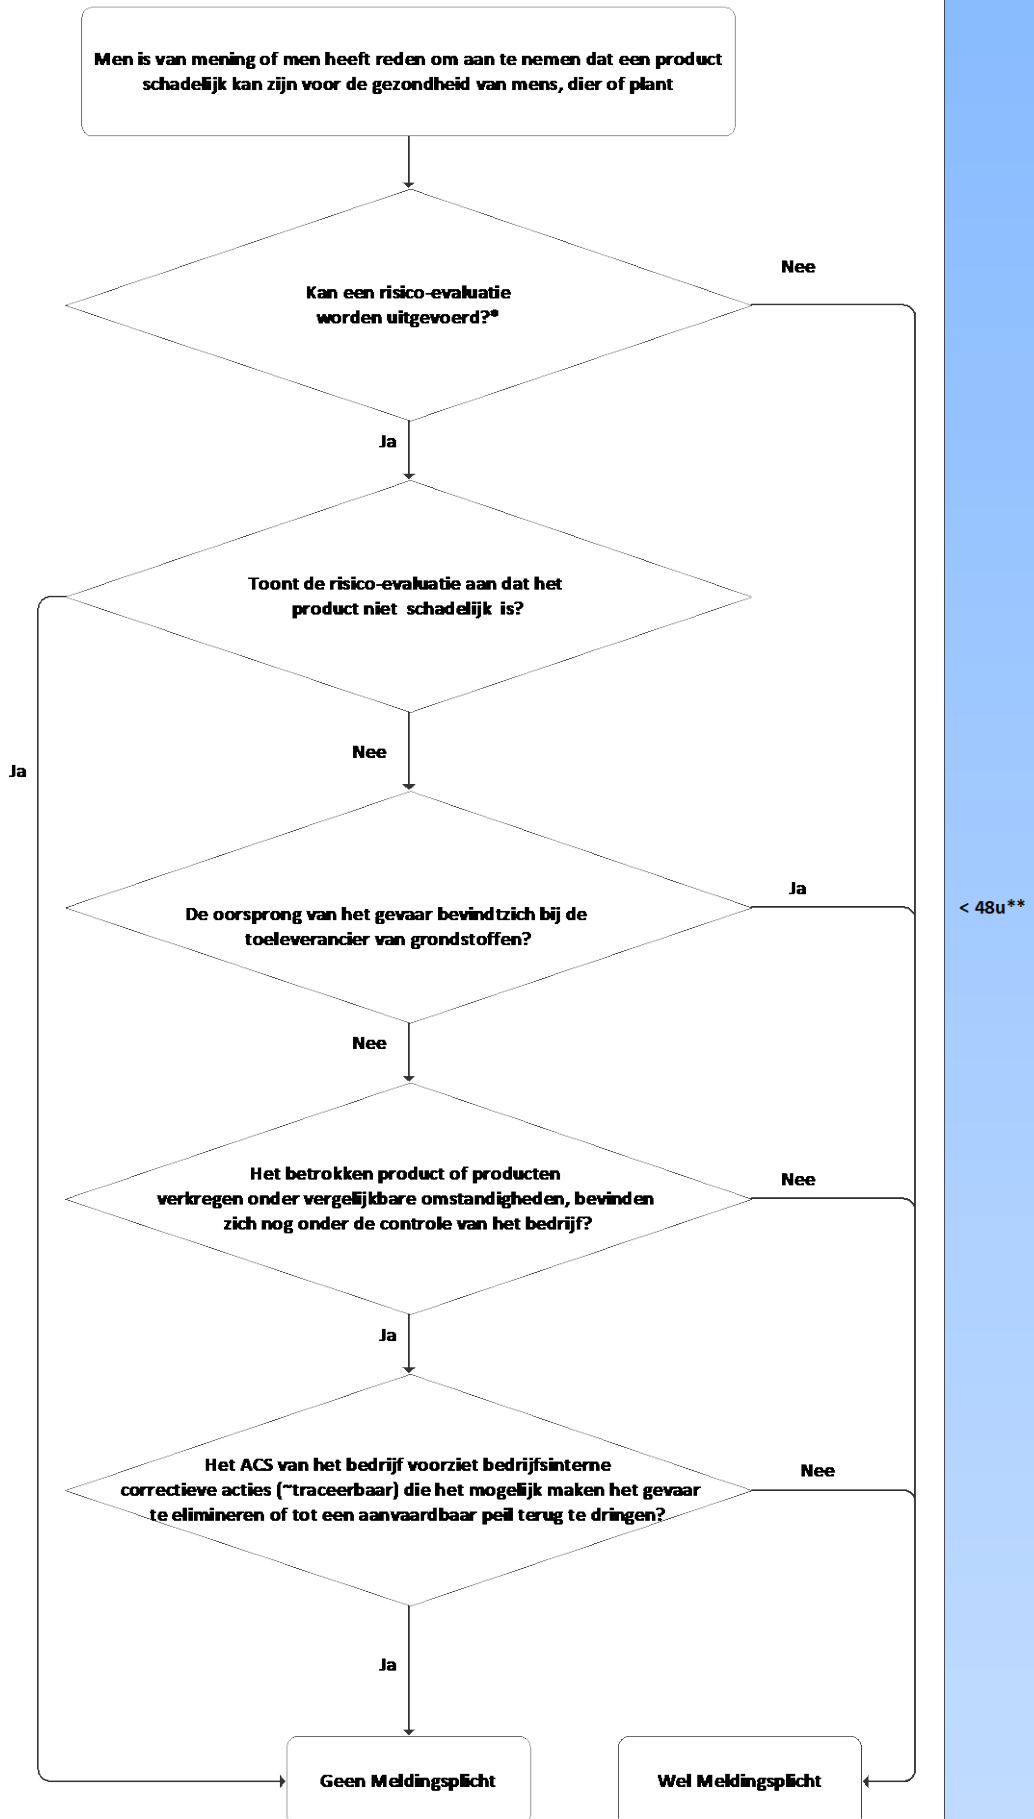 Men is van mening of men heeft reden om aan te nemen dat een product
schadelijk kan zijn voor de gezondheid van mens, dier of plant
Nee
Kan een risico-evaluatie
worden uitgevoerd?*
Ja
Toont de risico-evaluatie aan dat het
product niet schadelijk is?
Nee
Ja
Ja
De oorsprong van het gevaar bevindtzich bij de
toeleverancier van grondstoffen?
< 48u**
Nee
Het betrokken product of producten
verkregen onder vergelijkbare omstandigheden, bevinden
zich nog onder de controle van het bedrijf?
Nee
Ja
Het ACS van het bedrijf voorziet bedrijfsinterne
correctieve acties (~traceerbaar) die het mogelijk maken het gevaar
te elimineren of tot een aanvaardbaar peil terug te dringen?
Nee
Ja
Geen Meldingsplicht
Wel Meldingsplicht